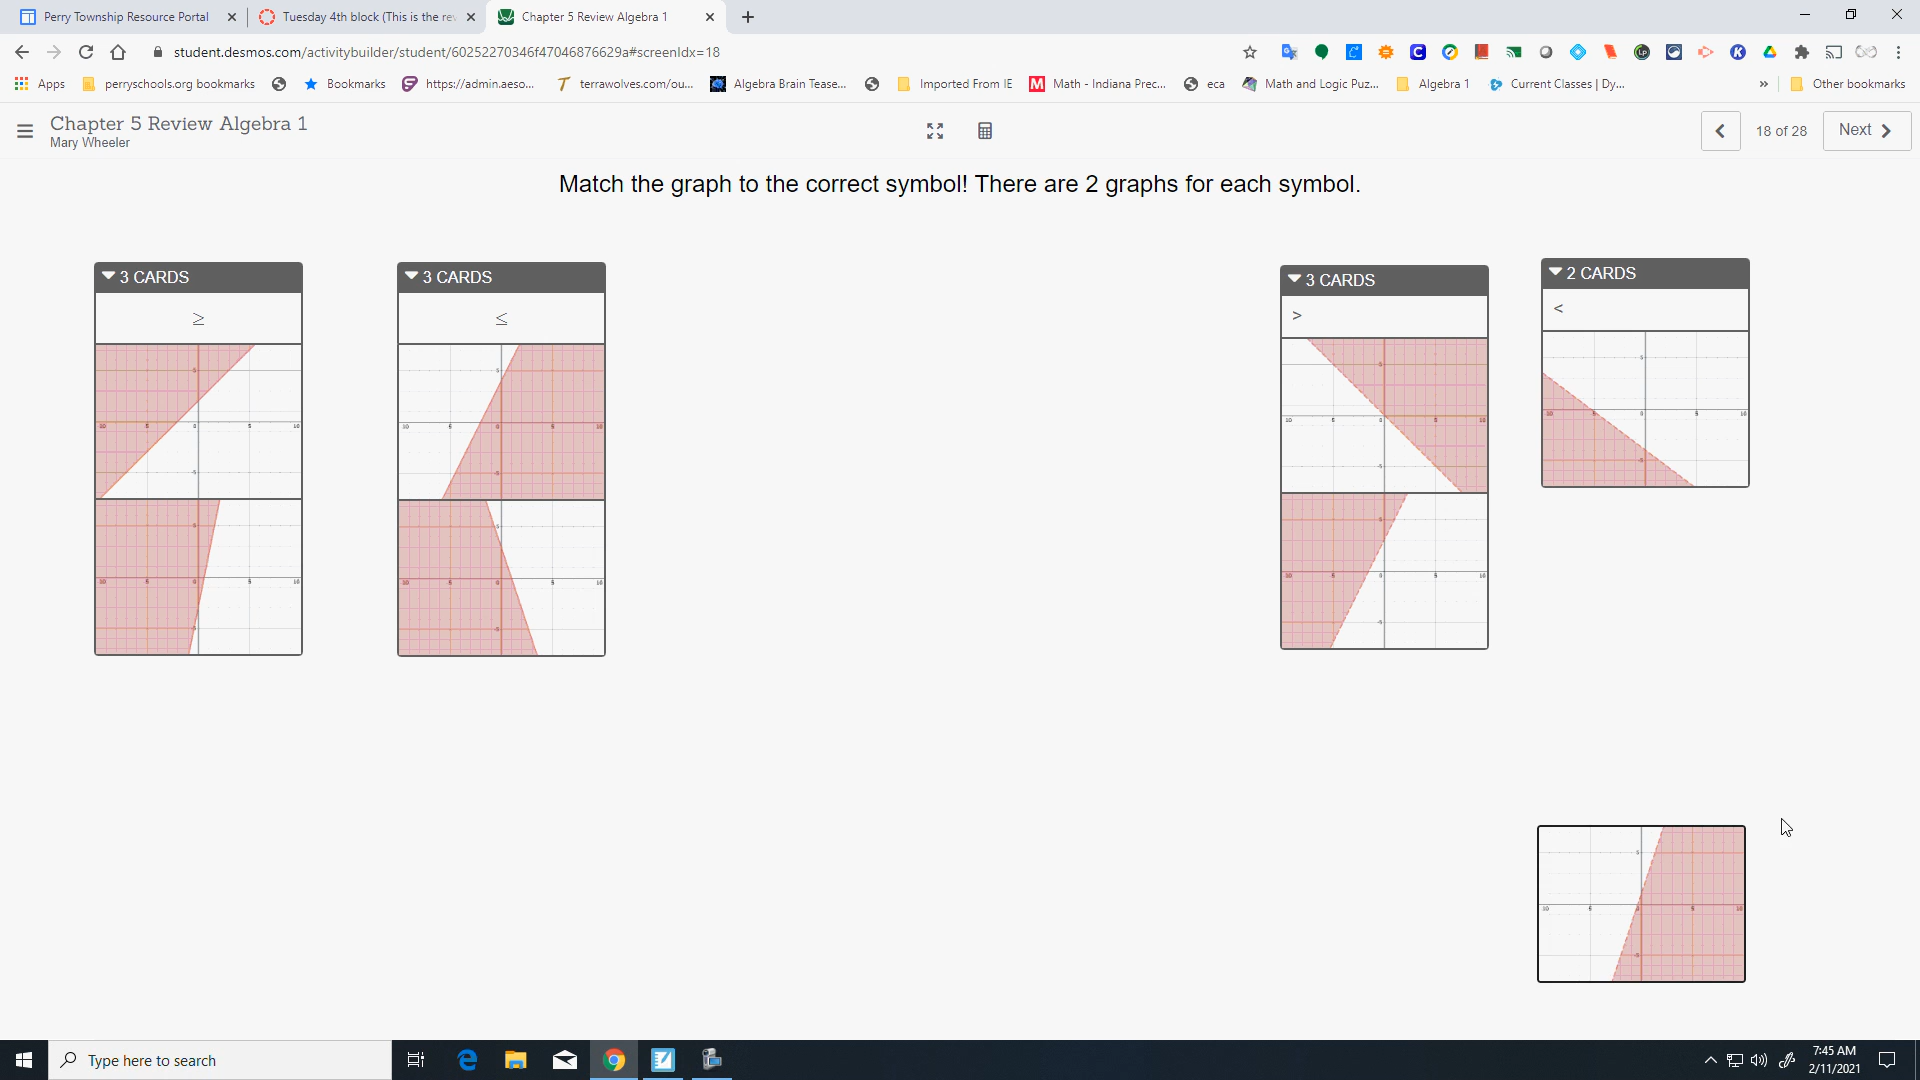 Perry Township Resource Portal
Tuesday 4th block (This is the rev
Chapter 5 Review Algebra 1
student.desmos.com/activitybuilder/student/60252270346f47046876629a#screenIdx=18
Apps
perryschools.org bookmarks
Bookmarks
https://admin.aeso...
terrawolves.com/ou...
Algebra Brain Tease...
Imported From IE
Math - Indiana Prec...
eca
Math and Logic Puz...
Algebra 1
Current Classes | Dy...
»
Other bookmarks
Chapter 5 Review Algebra 1
Mary Wheeler
18 of 28
Next
Match the graph to the correct symbol! There are 2 graphs for each symbol.
3 CARDS
≥
3 CARDS
≤
3 CARDS
>
2 CARDS
<
Type here to search
7:45 AM
2/11/2021